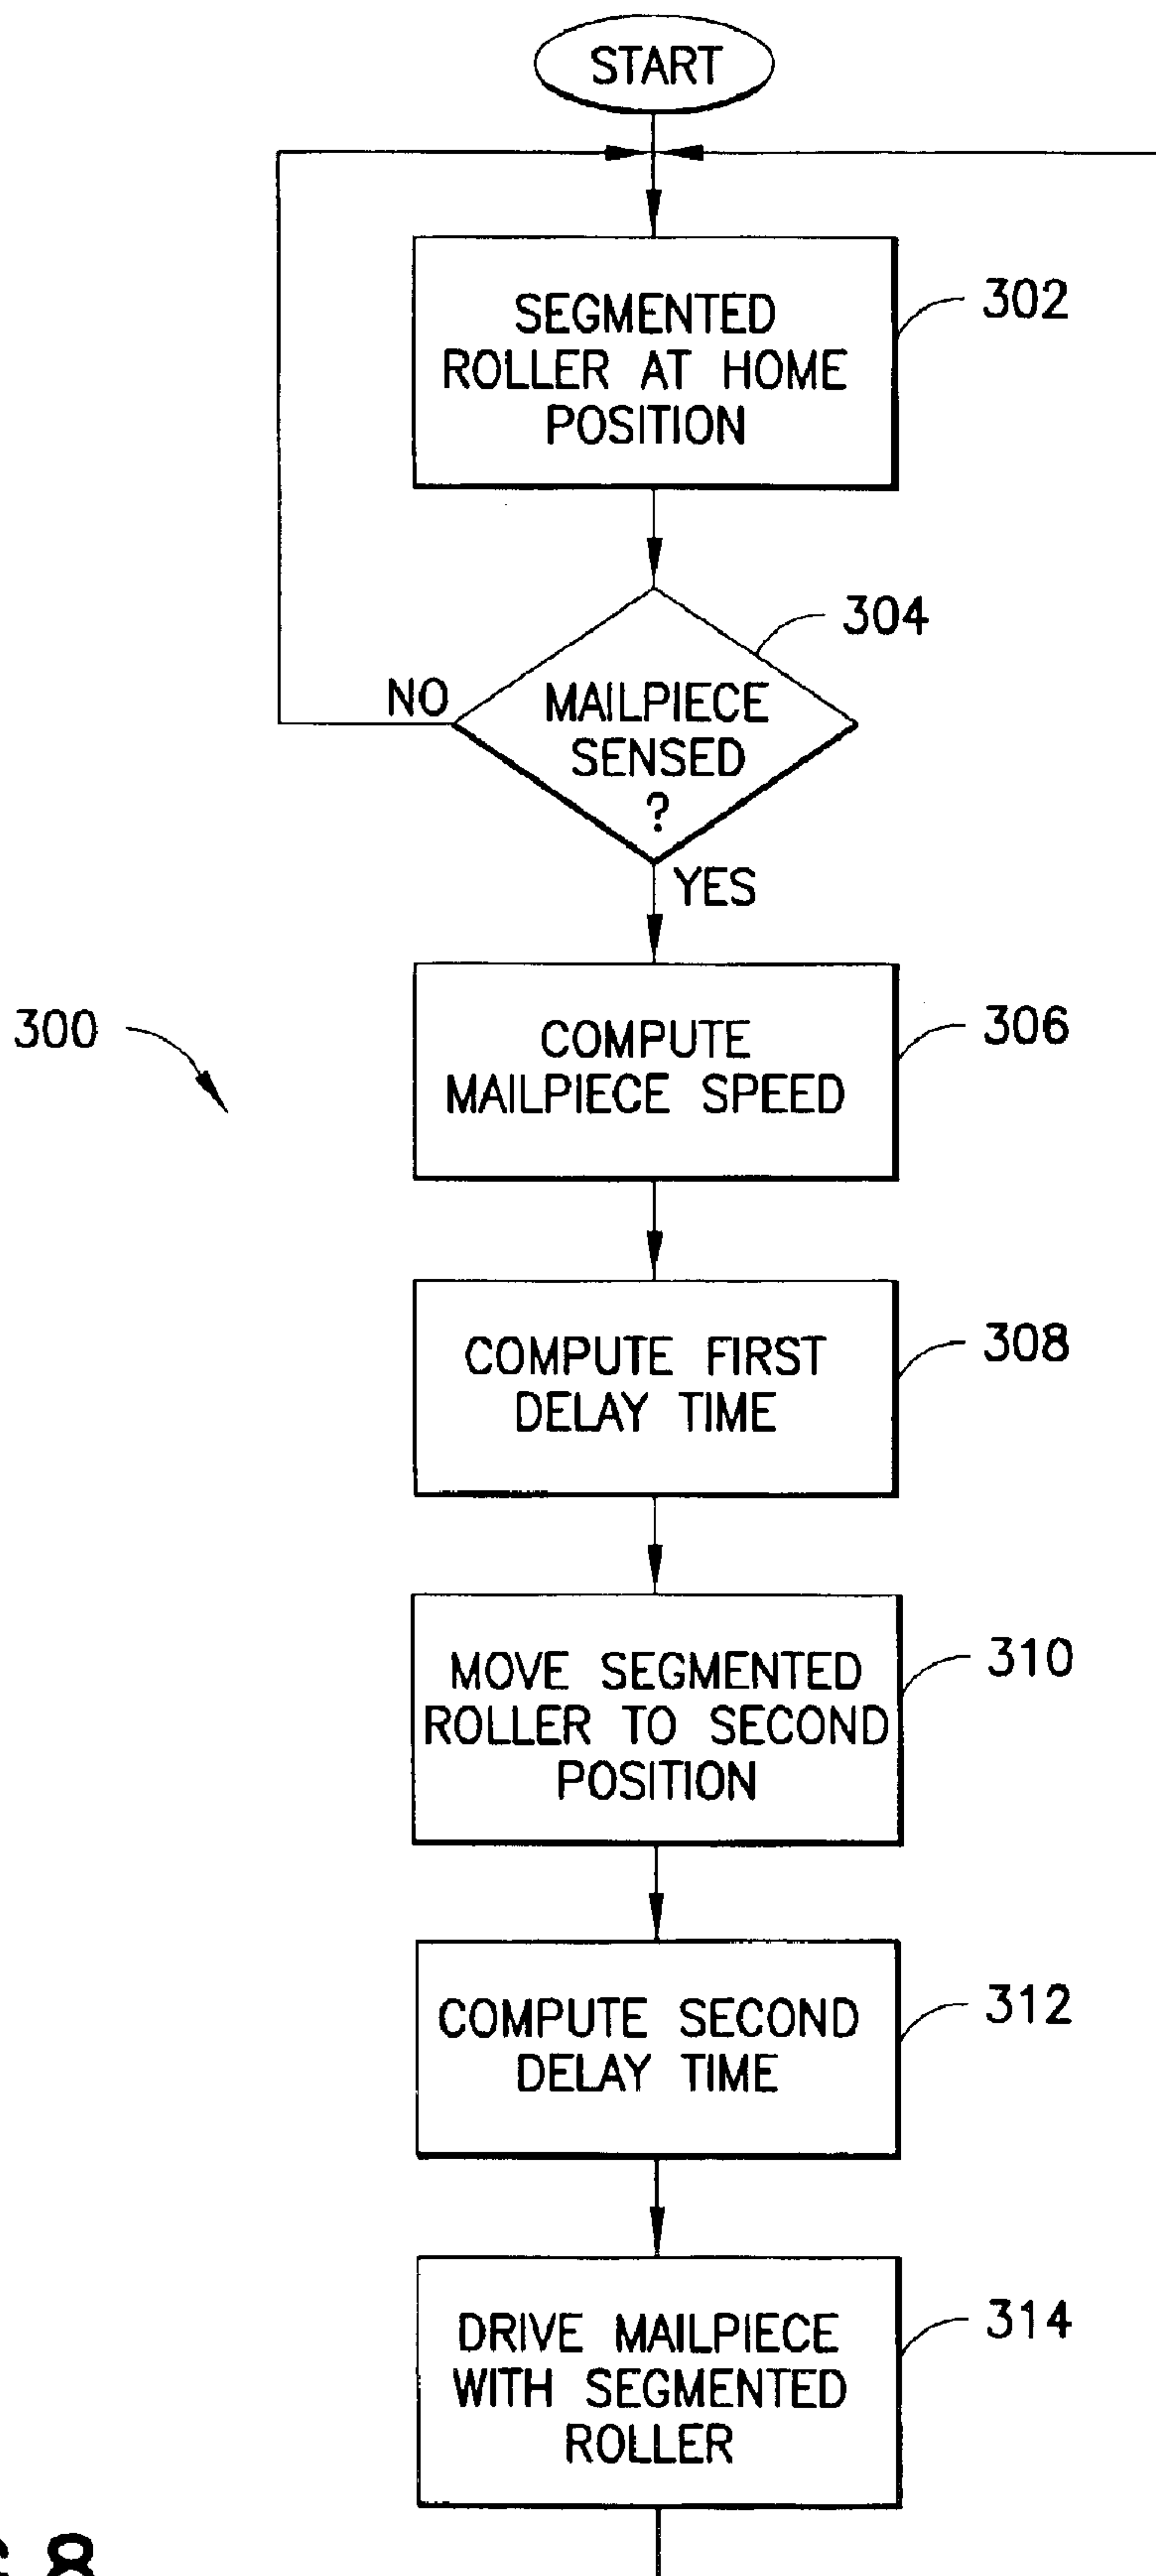 START
SEGMENTED
ROLLER AT HOME
POSITION
302
304
MAILPIECE
SENSED
?
NO
YES
300
COMPUTE
MAILPIECE SPEED
306
COMPUTE FIRST
DELAY TIME
308
MOVE SEGMENTED
ROLLER TO SECOND
POSITION
310
COMPUTE SECOND
DELAY TIME
312
DRIVE MAILPIECE
WITH SEGMENTED
ROLLER
314
8